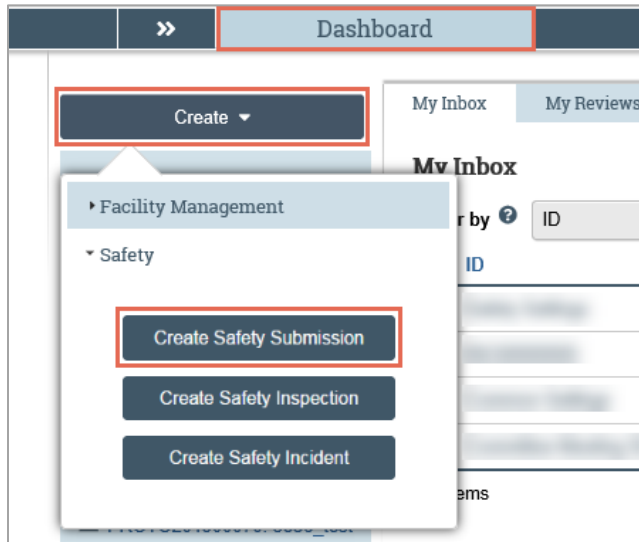 Dashboard
Create
My Inbox
My Reviews
My Inbox
r by
ID
ID
Facility Management
Safety
Create Safety Submission
Create Safety Inspection
Create Safety Incident
ems